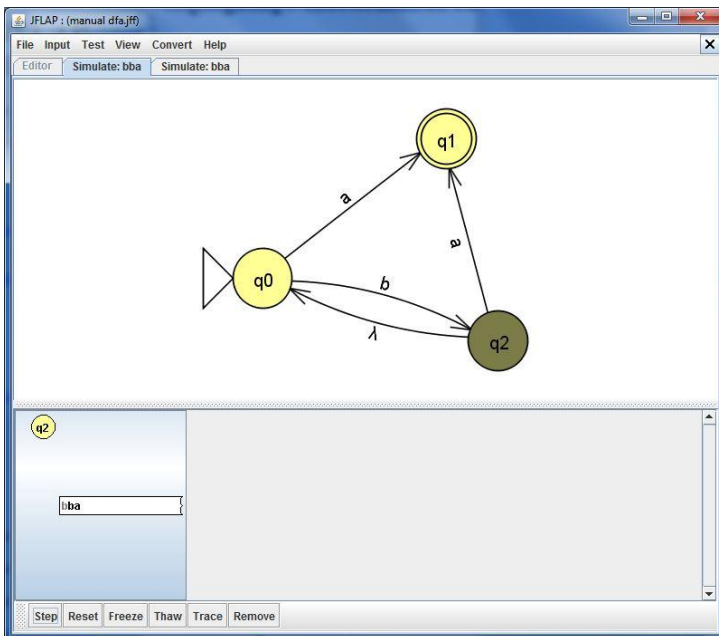 JFLAP : (manual dfa.jff)
File Input Test View Convert Help
Editor Simulate: bba Simulate: bba
q1
a
a
q0
b
λ
q2
q2
bba
Step Reset Freeze Thaw Trace Remove